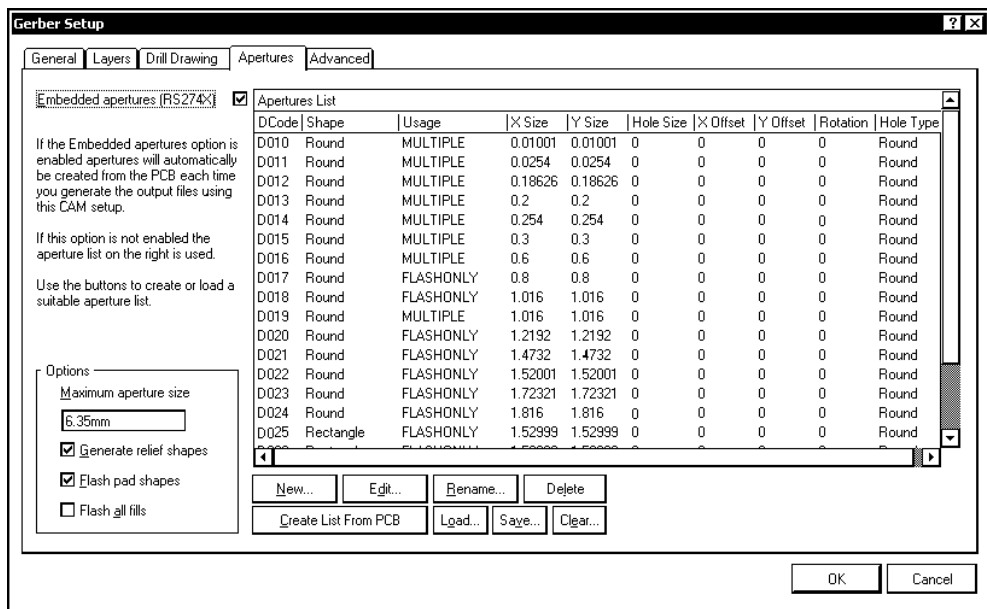 Gerber Setup
General Layers Drill Drawing Apertures Advanced
Embedded apertures (RS274X)
If the Embedded apertures option is
enabled apertures will automatically
be created from the PCB each time
you generate the output files using
this CAM setup.
If this option is not enabled the
aperture list on the right is used.
Use the buttons to create or load a
suitable aperture list.
Options
Maximum aperture size
6.35mm
Generate relief shapes
Flash pad shapes
Flash all fills
Apertures List
DCode Shape Usage X Size Y Size Hole Size X Offset Y Offset Rotation Hole Type
D010 Round MULTIPLE 0.01001 0.01001 0 0 0 0 Round
D011 Round MULTIPLE 0.0254 0.0254 0 0 0 0 Round
D012 Round MULTIPLE 0.18626 0.18626 0 0 0 0 Round
D013 Round MULTIPLE 0.2 0.2 0 0 0 0 Round
D014 Round MULTIPLE 0.254 0.254 0 0 0 0 Round
D015 Round MULTIPLE 0.3 0.3 0 0 0 0 Round
D016 Round MULTIPLE 0.6 0.6 0 0 0 0 Round
D017 Round FLASHONLY 0.8 0.8 0 0 0 0 Round
D018 Round FLASHONLY 1.016 1.016 0 0 0 0 Round
D019 Round MULTIPLE 1.016 1.016 0 0 0 0 Round
D020 Round FLASHONLY 1.2192 1.2192 0 0 0 0 Round
D021 Round FLASHONLY 1.4732 1.4732 0 0 0 0 Round
D022 Round FLASHONLY 1.52001 1.52001 0 0 0 0 Round
D023 Round FLASHONLY 1.72321 1.72321 0 0 0 0 Round
D024 Round FLASHONLY 1.816 1.816 0 0 0 0 Round
D025 Rectangle FLASHONLY 1.52999 1.52999 0 0 0 0 Round
New... Edit... Rename... Delete
Create List From PCB Load... Save... Clear...
OK Cancel